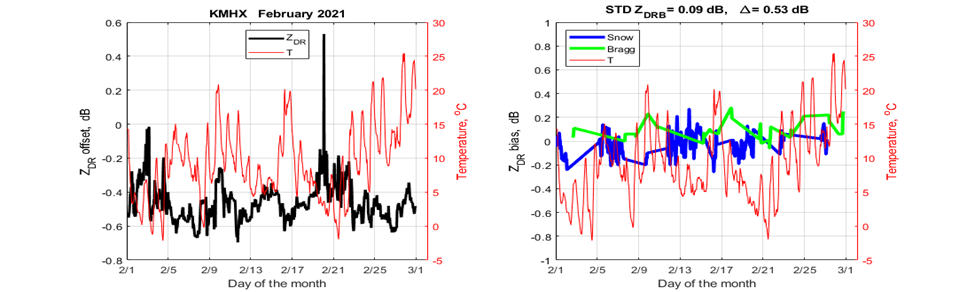 KMHX February 2021
Z_DR offset, dB
0.6
0.4
0.2
0
-0.2
-0.4
-0.6
-0.8
Z_DR
T
30
25
20
15
10
5
0
-5
Temperature, °C
2/1 2/5 2/9 2/13 2/17 2/21 2/25 3/1
Day of the month
STD Z_DRB = 0.09 dB, Δ = 0.53 dB
Z_DR bias, dB
1
0.8
0.6
0.4
0.2
0
-0.2
-0.4
-0.6
-0.8
-1
Snow
Bragg
T
30
25
20
15
10
5
0
-5
Temperature, °C
2/1 2/5 2/9 2/13 2/17 2/21 2/25 3/1
Day of the month